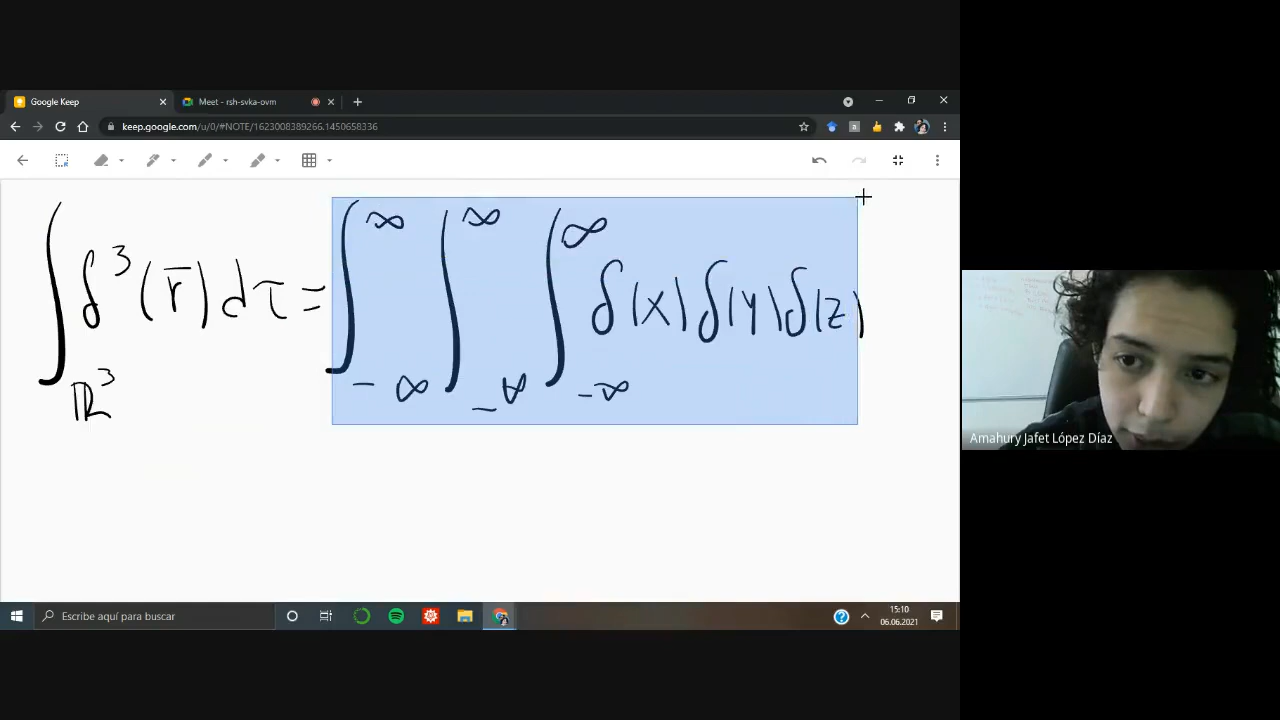 Google Keep
Meet - rsh-svka-ovm
keep.google.com/u/0/#NOTE/1623008389266.1450658336
∫_{ℝ³} δ³(r̄)dτ = ∫_{-∞}^{∞} ∫_{-∞}^{∞} ∫_{-∞}^{∞} δ(x)δ(y)δ(z)
Amahury Jafet López Díaz
Escribe aquí para buscar
15:10
06.06.2021